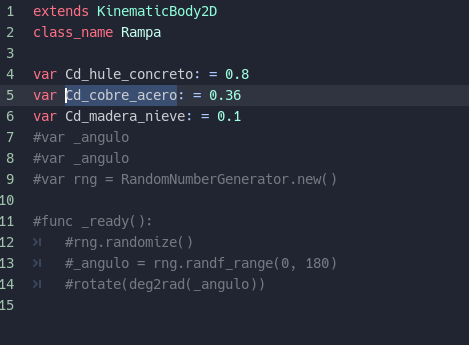 1 extends KinematicBody2D
2 class_name Rampa
3
4 var Cd_hule_concreto: = 0.8
5 var Cd_cobre_acero: = 0.36
6 var Cd_madera_nieve: = 0.1
7 #var _angulo
8 #var _angulo
9 #var rng = RandomNumberGenerator.new()
10
11 #func _ready():
12 #rng.randomize()
13 #_angulo = rng.randf_range(0, 180)
14 #rotate(deg2rad(_angulo))
15